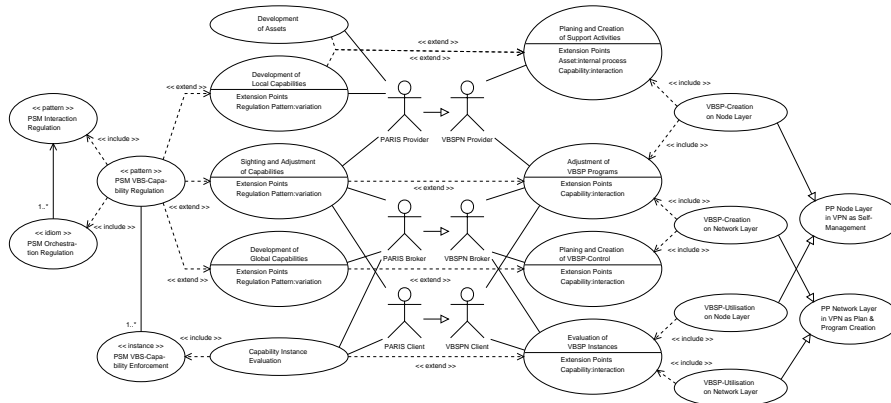 Development
of Assets
<< extend >>
<< extend >>
Planing and Creation
of Support Activities
Extension Points
Asset:internal process
Capability:interaction
<< extend >>
Development of
Local Capabilities
Extension Points
Regulation Pattern:variation
<< include >>
VBSP-Creation
on Node Layer
<< pattern >>
PSM Interaction
Regulation
<< include >>
PARIS Provider
VBSPN Provider
<< include >>
<< pattern >>
PSM VBS-Capa-
bility Regulation
Sighting and Adjustment
of Capabilities
Extension Points
Regulation Pattern:variation
<< extend >>
Adjustment of
VBSP Programs
Extension Points
Capability:interaction
<< extend >>
<< extend >>
1..*
<< include >>
<< include >>
VBSP-Creation
on Network Layer
PP Node Layer
in VPN as Self-
Management
<< idiom >>
PSM Orchest-
ration Regulation
<< include >>
PARIS Broker
VBSPN Broker
Development of
Global Capabilities
Extension Points
Regulation Pattern:variation
<< extend >>
<< extend >>
Planning and Creation
of VBSP-Control
Extension Points
Capability:interaction
VBSP-Utilisation
on Node Layer
PP Network Layer
in VPN as Plan &
Program Creation
1..*
<< include >>
<< instance >>
PSM VBS-Capa-
bility Enforcement
<< include >>
Capability Instance
Evaluation
PARIS Client
VBSPN Client
<< extend >>
Evaluation of
VBSP Instances
Extension Points
Capability:interaction
<< include >>
VBSP-Utilisation
on Network Layer